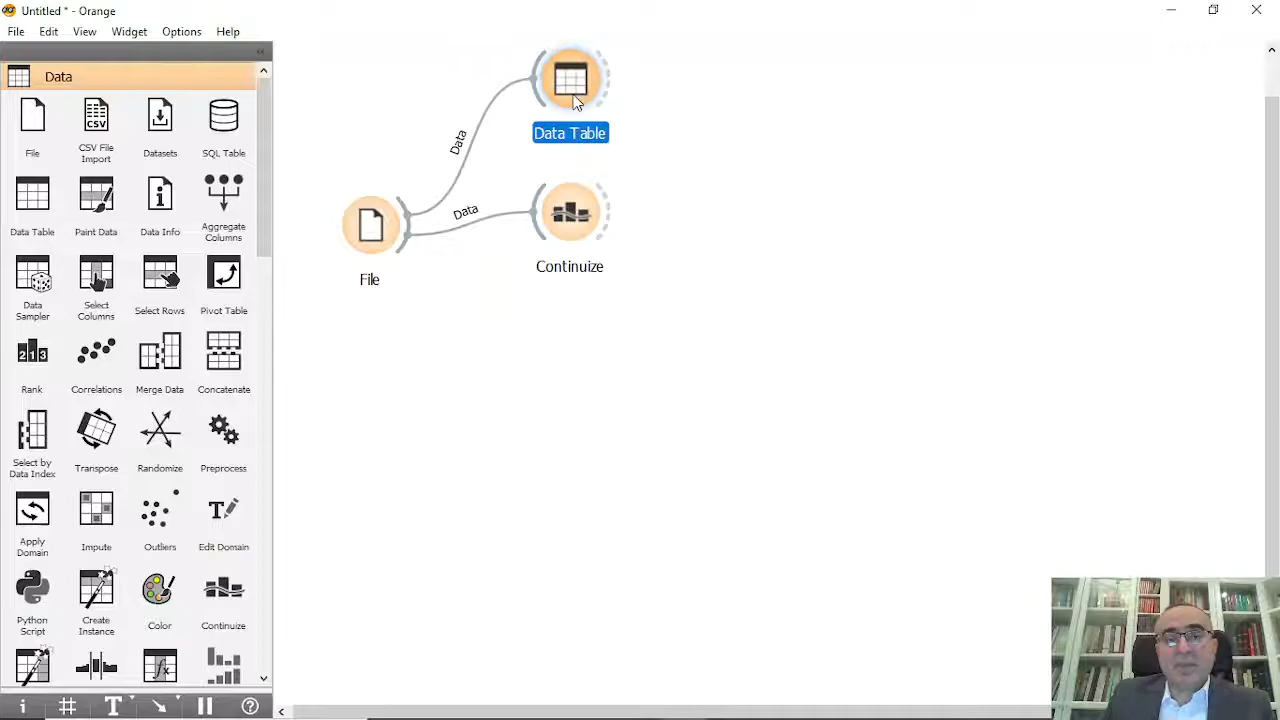 Untitled * - Orange
File Edit View Widget Options Help
Data
File
CSV File
Import
Datasets
SQL Table
Data Table
Paint Data
Data Info
Aggregate
Columns
Data
Sampler
Select
Columns
Select Rows
Pivot Table
Rank
Correlations
Merge Data
Concatenate
Select by
Data Index
Transpose
Randomize
Preprocess
Apply
Domain
Impute
Outliers
Edit Domain
Python
Script
Create
Instance
Color
Continuize
Data Table
Data
Data
Continuize
File